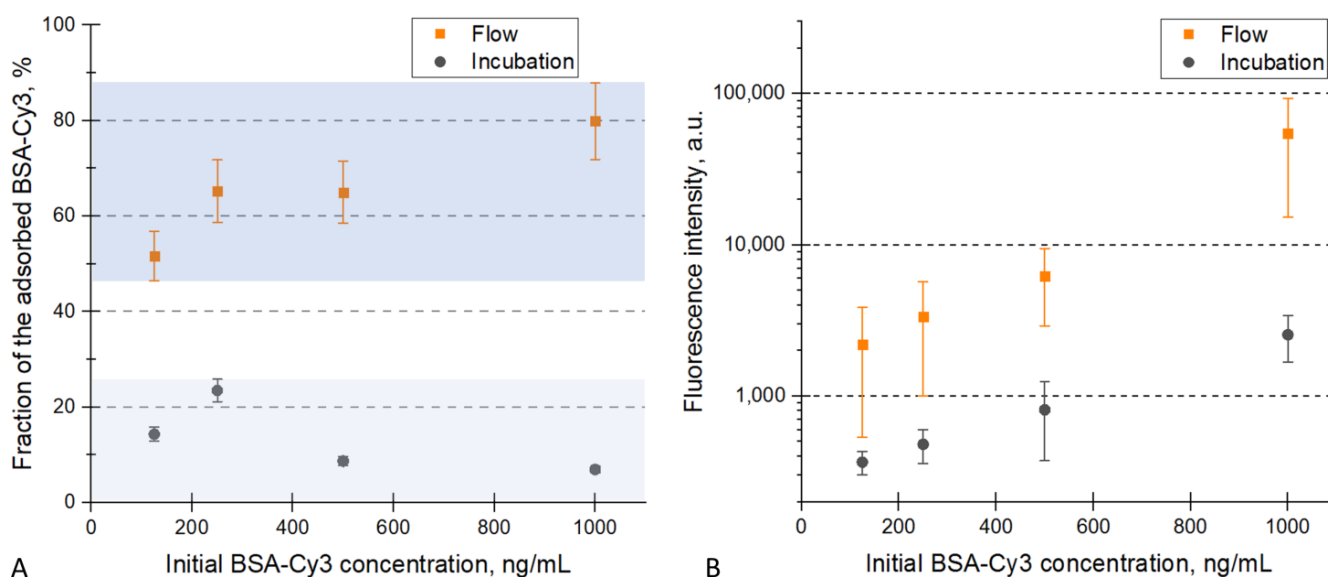 Flow
Incubation
Fraction of the adsorbed BSA-Cy3, %
100
80
60
40
20
0
0 200 400 600 800 1000
Initial BSA-Cy3 concentration, ng/mL
A
Flow
Incubation
Fluorescence intensity, a.u.
100,000
10,000
1,000
0 200 400 600 800 1000
Initial BSA-Cy3 concentration, ng/mL
B